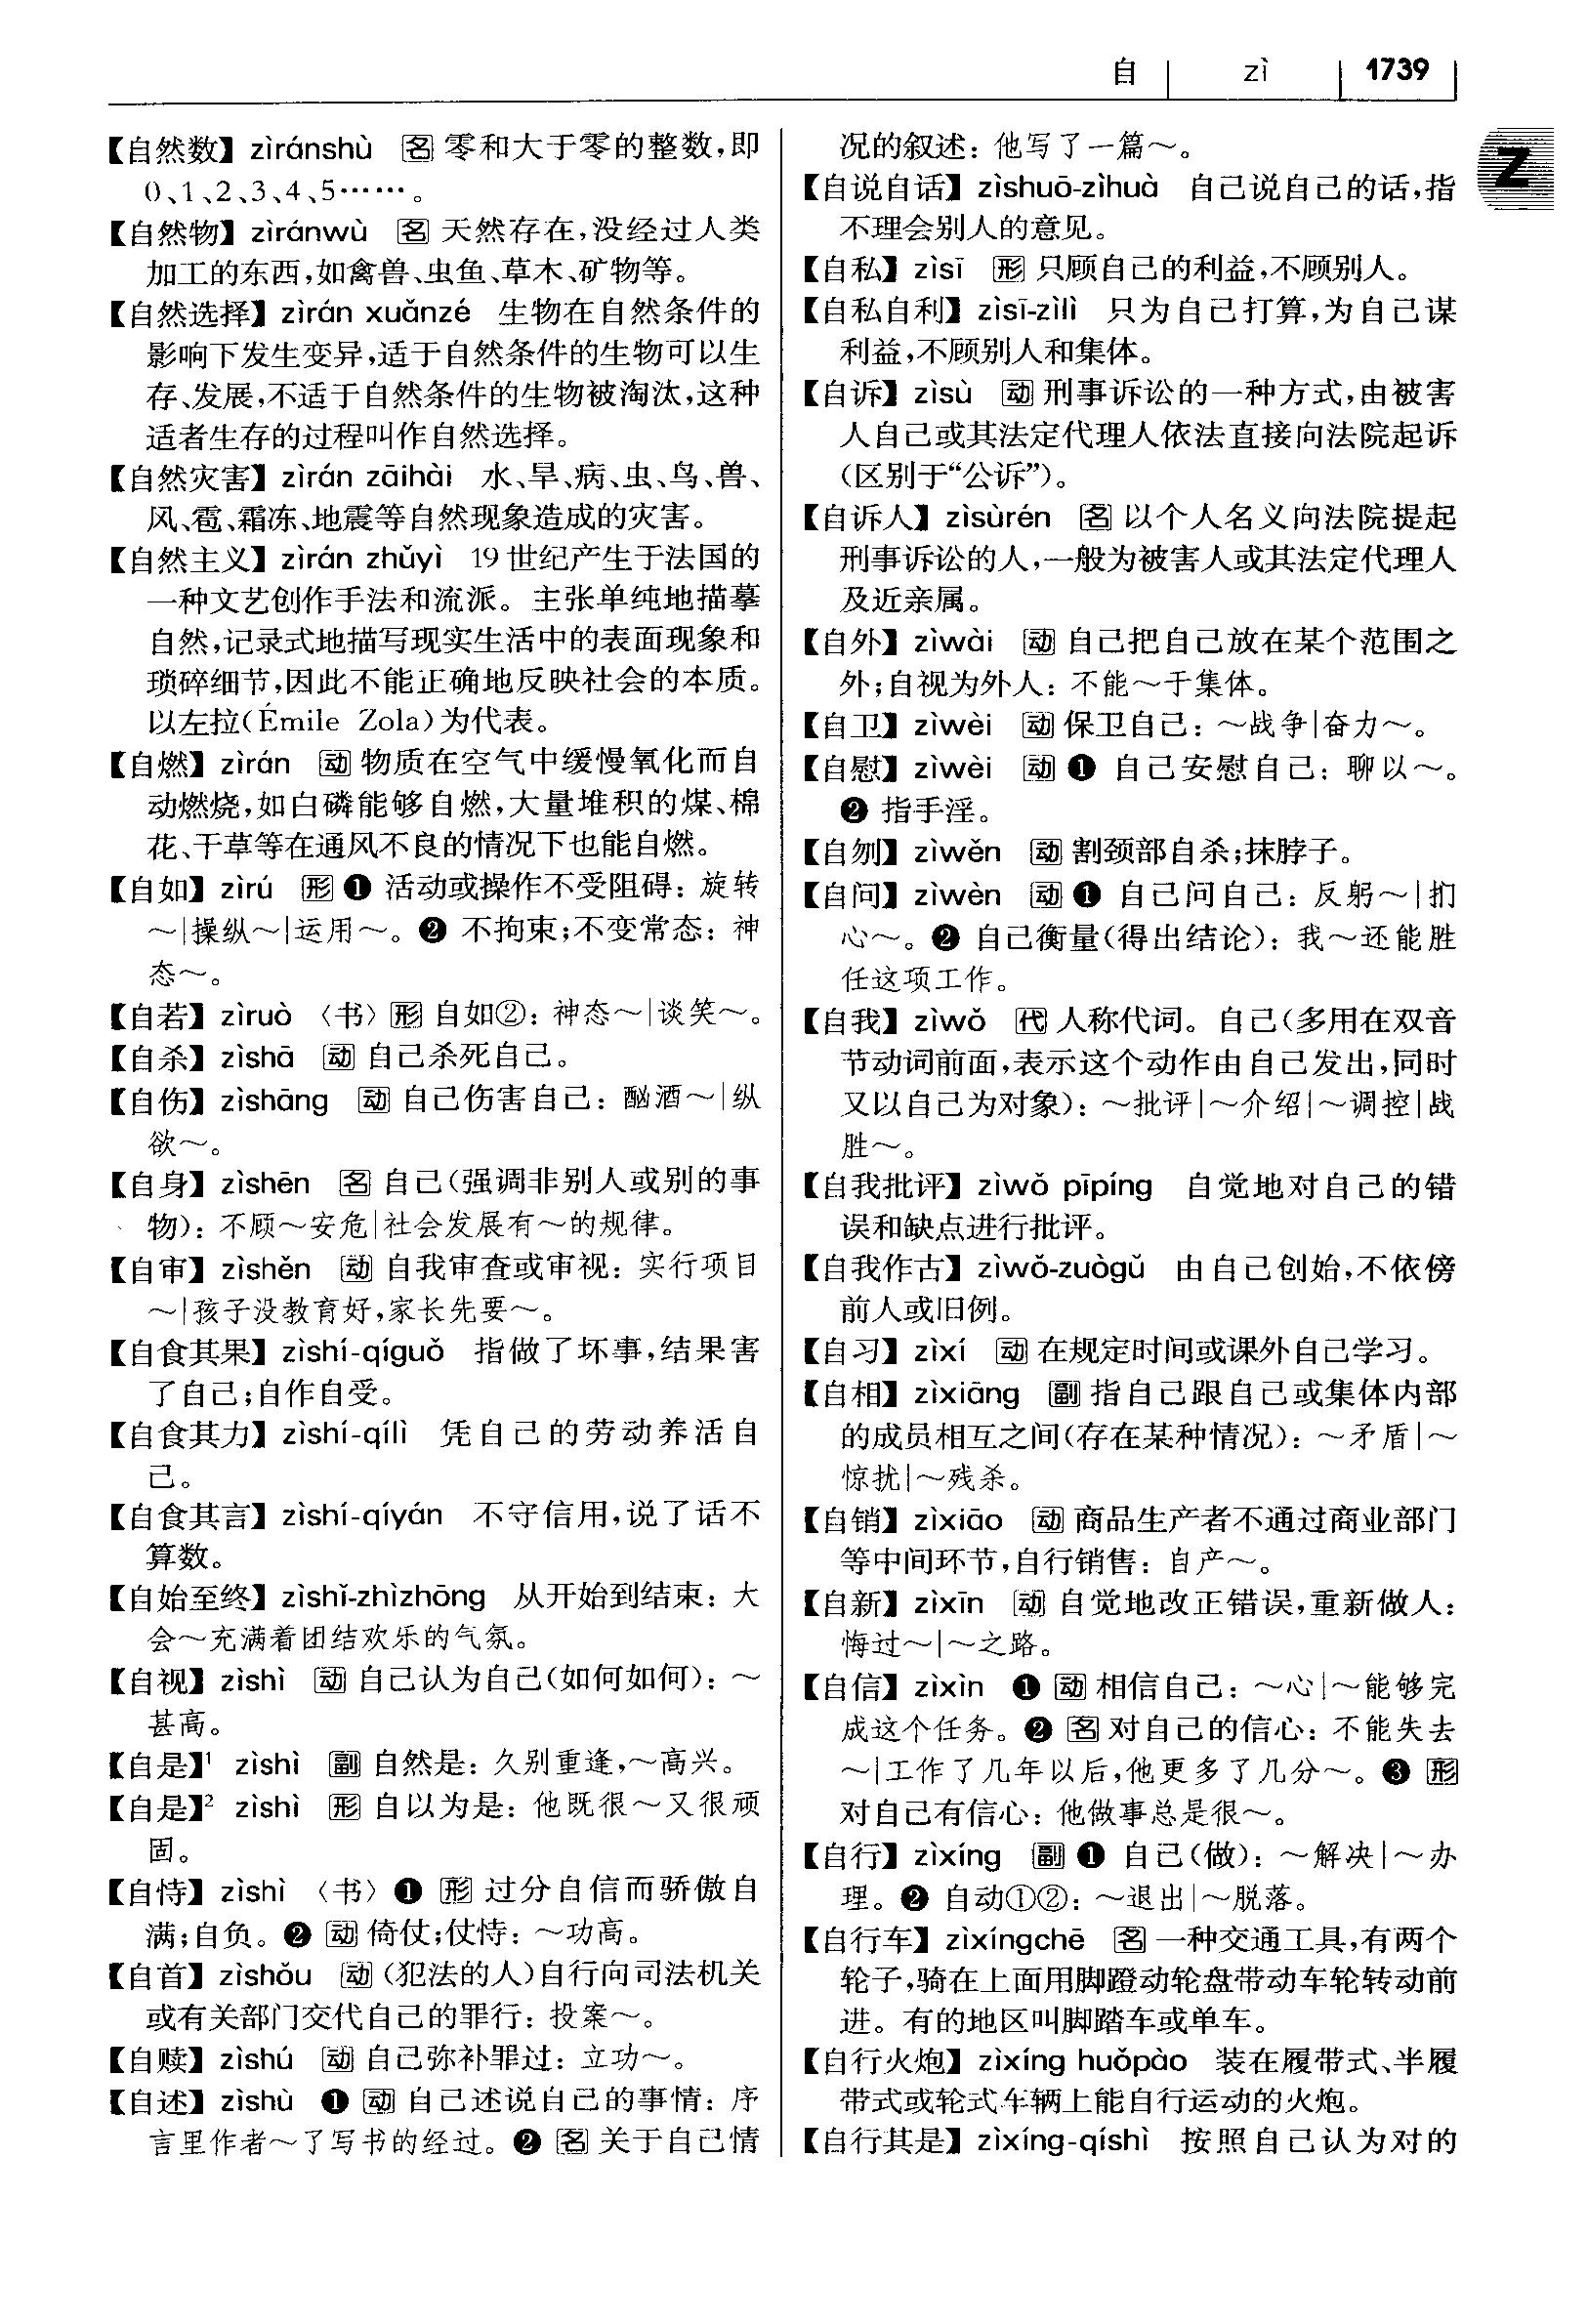 自 zì 1739
【自然数】 zìránshù 名 零和大于零的整数，即
0、1、2、3、4、5……。
【自然物】 zìránwù 名 天然存在，没经过人类
加工的东西，如禽兽、虫鱼、草木、矿物等。
【自然选择】 zìrán xuǎnzé 生物在自然条件的
影响下发生变异，适于自然条件的生物可以生
存、发展，不适于自然条件的生物被淘汰，这种
适者生存的过程叫作自然选择。
【自然灾害】 zìrán zāihài 水、旱、病、虫、鸟、兽、
风、雹、霜冻、地震等自然现象造成的灾害。
【自然主义】 zìrán zhǔyì 19世纪产生于法国的
一种文艺创作手法和流派。主张单纯地描摹
自然，记录式地描写现实生活中的表面现象和
琐碎细节，因此不能正确地反映社会的本质。
以左拉（Émile Zola）为代表。
【自燃】 zìrán 动 物质在空气中缓慢氧化而自
动燃烧，如白磷能够自燃，大量堆积的煤、棉
花、干草等在通风不良的情况下也能自燃。
【自如】 zìrú 形 ❶ 活动或操作不受阻碍：旋转
～|操纵～|运用～。❷ 不拘束；不变常态：神
态～。
【自若】 zìruò 〈书〉 形 自如②：神态～|谈笑～。
【自杀】 zìshā 动 自己杀死自己。
【自伤】 zìshāng 动 自己伤害自己：酗酒～|纵
欲～。
【自身】 zìshēn 名 自己（强调非别人或别的事
物）：不顾～安危|社会发展有～的规律。
【自审】 zìshěn 动 自我审查或审视：实行项目
～|孩子没教育好，家长先要～。
【自食其果】 zìshí-qíguǒ 指做了坏事，结果害
了自己；自作自受。
【自食其力】 zìshí-qílì 凭自己的劳动养活自
己。
【自食其言】 zìshí-qíyán 不守信用，说了话不
算数。
【自始至终】 zìshǐ-zhìzhōng 从开始到结束：大
会～充满着团结欢乐的气氛。
【自视】 zìshì 动 自己认为自己（如何如何）：～
甚高。
【自是】¹ zìshì 副 自然是：久别重逢，～高兴。
【自是】² zìshì 形 自以为是：他既很～又很顽
固。
【自恃】 zìshì 〈书〉 ❶ 形 过分自信而骄傲自
满；自负。❷ 动 倚仗；仗恃：～功高。
【自首】 zìshǒu 动（犯法的人）自行向司法机关
或有关部门交代自己的罪行：投案～。
【自赎】 zìshú 动 自己弥补罪过：立功～。
【自述】 zìshù ❶ 动 自己述说自己的事情：序
言里作者～了写书的经过。❷ 名 关于自己情
况的叙述：他写了一篇～。
【自说自话】 zìshuō-zìhuà 自己说自己的话，指
不理会别人的意见。
【自私】 zìsī 形 只顾自己的利益，不顾别人。
【自私自利】 zìsī-zìlì 只为自己打算，为自己谋
利益，不顾别人和集体。
【自诉】 zìsù 动 刑事诉讼的一种方式，由被害
人自己或其法定代理人依法直接向法院起诉
（区别于“公诉”）。
【自诉人】 zìsùrén 名 以个人名义向法院提起
刑事诉讼的人，一般为被害人或其法定代理人
及近亲属。
【自外】 zìwài 动 自己把自己放在某个范围之
外；自视为外人：不能～于集体。
【自卫】 zìwèi 动 保卫自己：～战争|奋力～。
【自慰】 zìwèi 动 ❶ 自己安慰自己：聊以～。
❷ 指手淫。
【自刎】 zìwěn 动 割颈部自杀；抹脖子。
【自问】 zìwèn 动 ❶ 自己问自己：反躬～|扪
心～。❷ 自己衡量（得出结论）：我～还能胜
任这项工作。
【自我】 zìwǒ 代 人称代词。自己（多用在双音
节动词前面，表示这个动作由自己发出，同时
又以自己为对象）：～批评|～介绍|～调控|战
胜～。
【自我批评】 zìwǒ pīpíng 自觉地对自己的错
误和缺点进行批评。
【自我作古】 zìwǒ-zuògǔ 由自己创始，不依傍
前人或旧例。
【自习】 zìxí 动 在规定时间或课外自己学习。
【自相】 zìxiāng 副 指自己跟自己或集体内部
的成员相互之间（存在某种情况）：～矛盾|～
惊扰|～残杀。
【自销】 zìxiāo 动 商品生产者不通过商业部门
等中间环节，自行销售：自产～。
【自新】 zìxīn 动 自觉地改正错误，重新做人：
悔过～|～之路。
【自信】 zìxìn ❶ 动 相信自己：～心|～能够完
成这个任务。❷ 名 对自己的信心：不能失去
～|工作了几年以后，他更多了几分～。❸ 形
对自己有信心：他做事总是很～。
【自行】 zìxíng 副 ❶ 自己（做）：～解决|～办
理。❷ 自动①②：～退出|～脱落。
【自行车】 zìxíngchē 名 一种交通工具，有两个
轮子，骑在上面用脚蹬动轮盘带动车轮转动前
进。有的地区叫脚踏车或单车。
【自行火炮】 zìxíng huǒpào 装在履带式、半履
带式或轮式车辆上能自行运动的火炮。
【自行其是】 zìxíng-qíshì 按照自己认为对的
Z